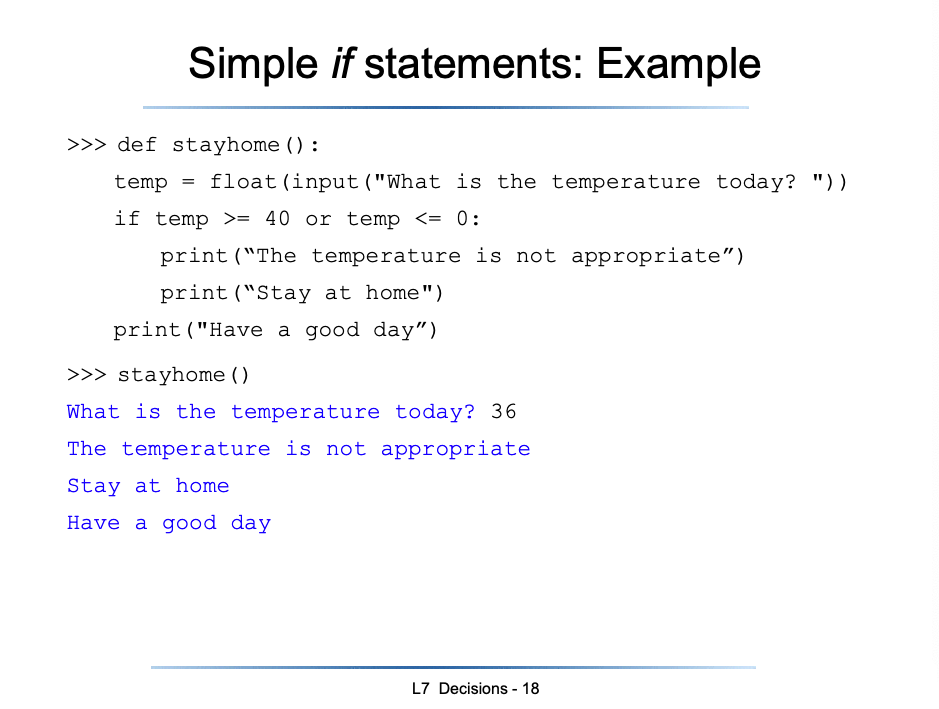 Simple if statements: Example
>>> def stayhome():
temp = float(input("What is the temperature today? "))
if temp >= 40 or temp <= 0:
print(“The temperature is not appropriate”)
print(“Stay at home")
print("Have a good day”)
>>> stayhome()
What is the temperature today? 36
The temperature is not appropriate
Stay at home
Have a good day
L7 Decisions - 18